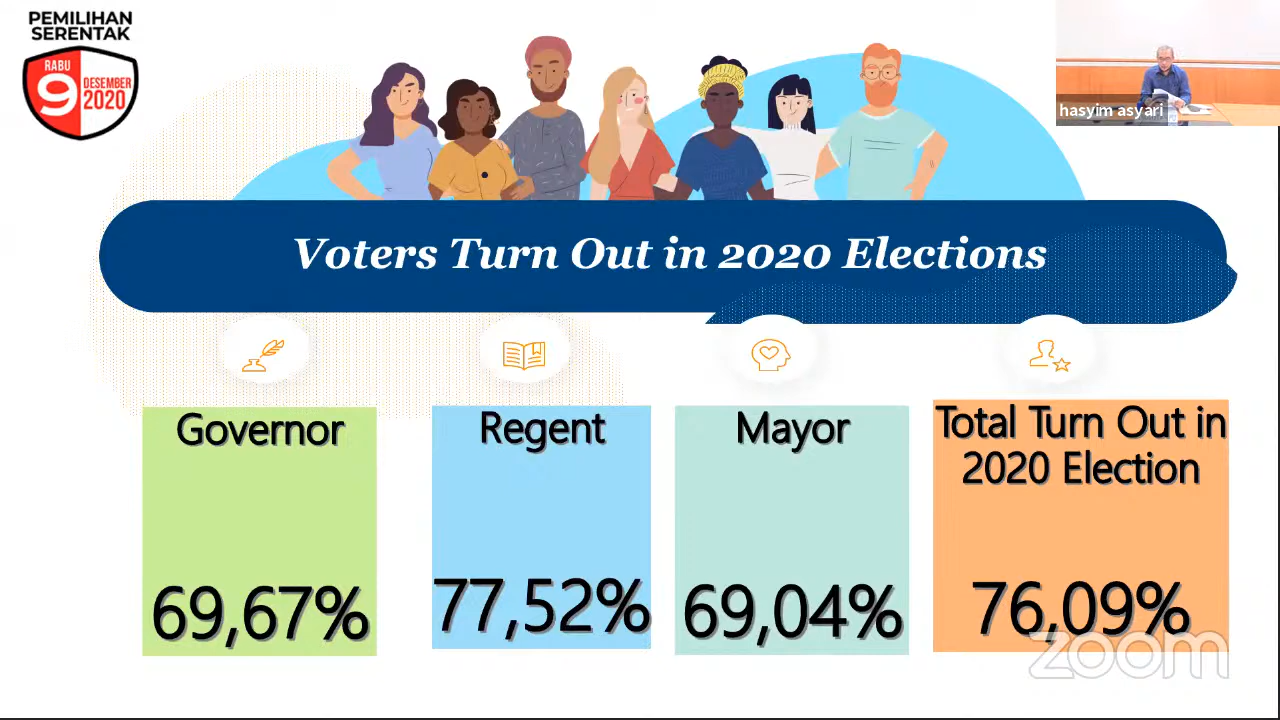 PEMILIHAN
SERENTAK
RABU
9
DESEMBER
2020
hasyim asyari
Voters Turn Out in 2020 Elections
Governor
69,67%
Regent
77,52%
Mayor
69,04%
Total Turn Out in
2020 Election
76,09%
zoom